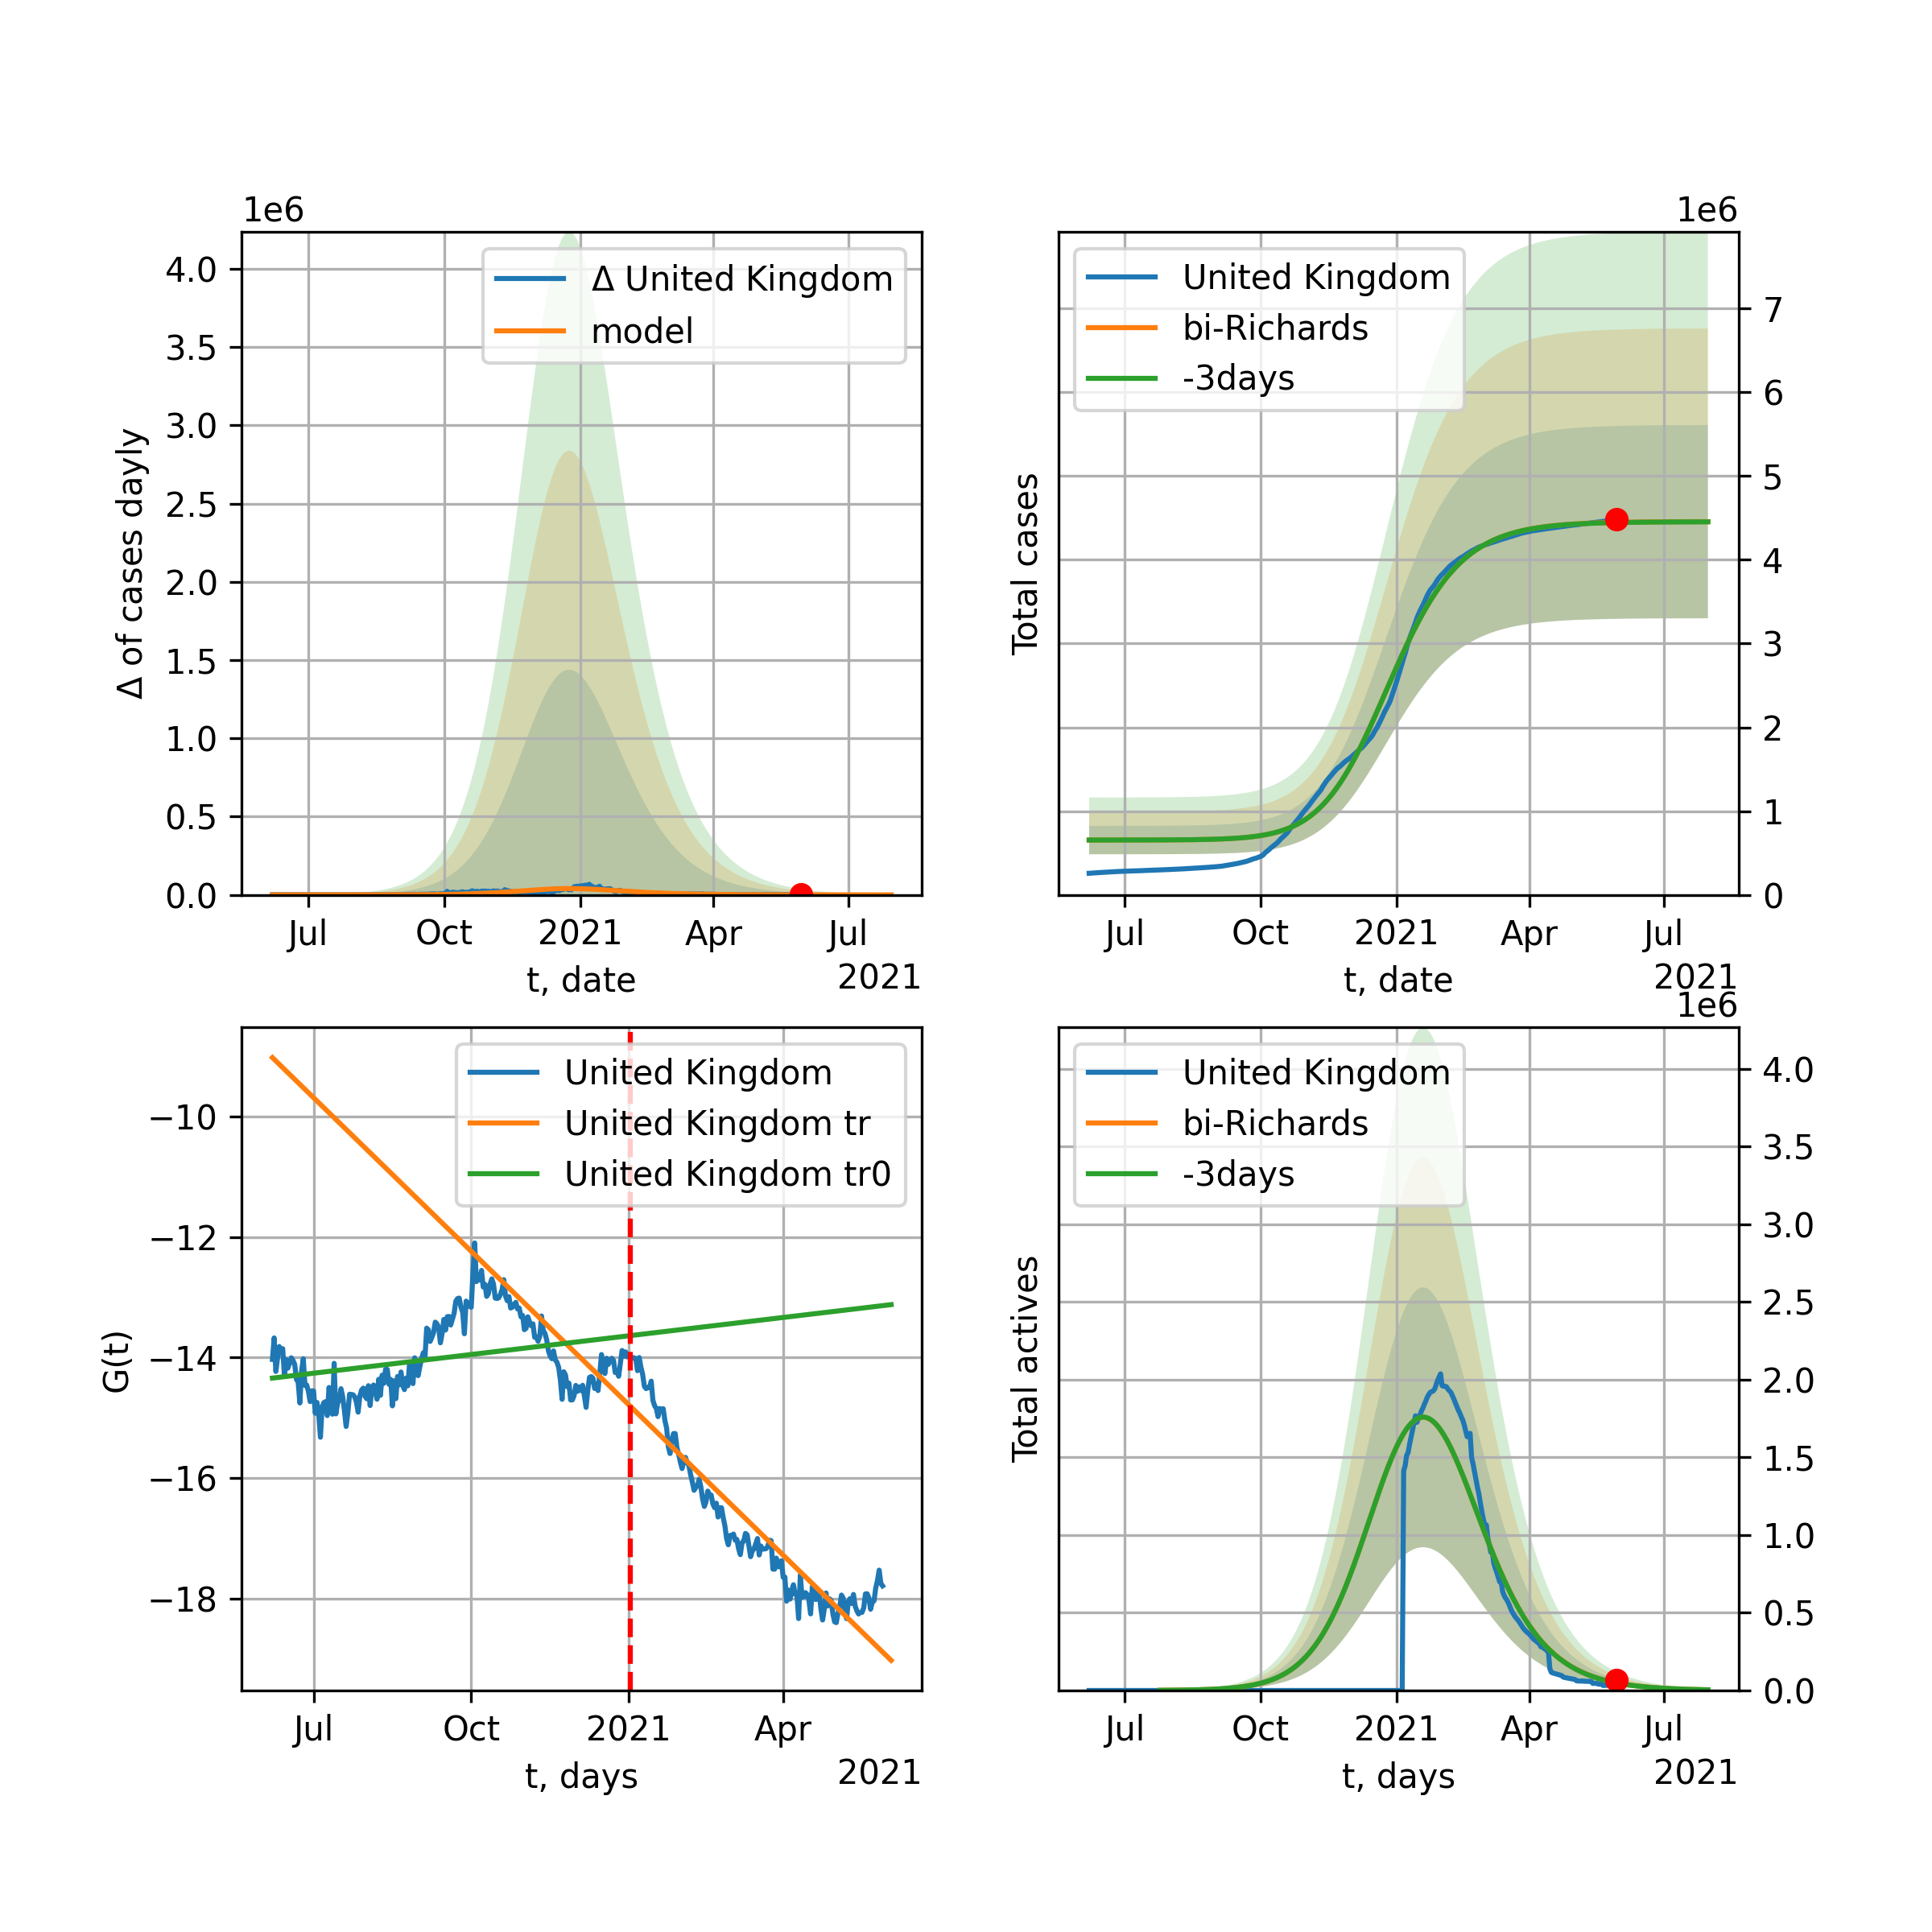 1e6
4.0
3.5
3.0
2.5
2.0
1.5
1.0
0.5
0.0
Δ of cases dayly
Δ United Kingdom
model
Jul
Oct
2021
Apr
Jul
t, date
2021
1e6
United Kingdom
bi-Richards
-3days
Total cases
7
6
5
4
3
2
1
0
Jul
Oct
2021
Apr
Jul
t, date
2021
G(t)
−10
−12
−14
−16
−18
United Kingdom
United Kingdom tr
United Kingdom tr0
Jul
Oct
2021
Apr
t, days
2021
1e6
United Kingdom
bi-Richards
-3days
Total actives
4.0
3.5
3.0
2.5
2.0
1.5
1.0
0.5
0.0
Jul
Oct
2021
Apr
Jul
t, days
2021